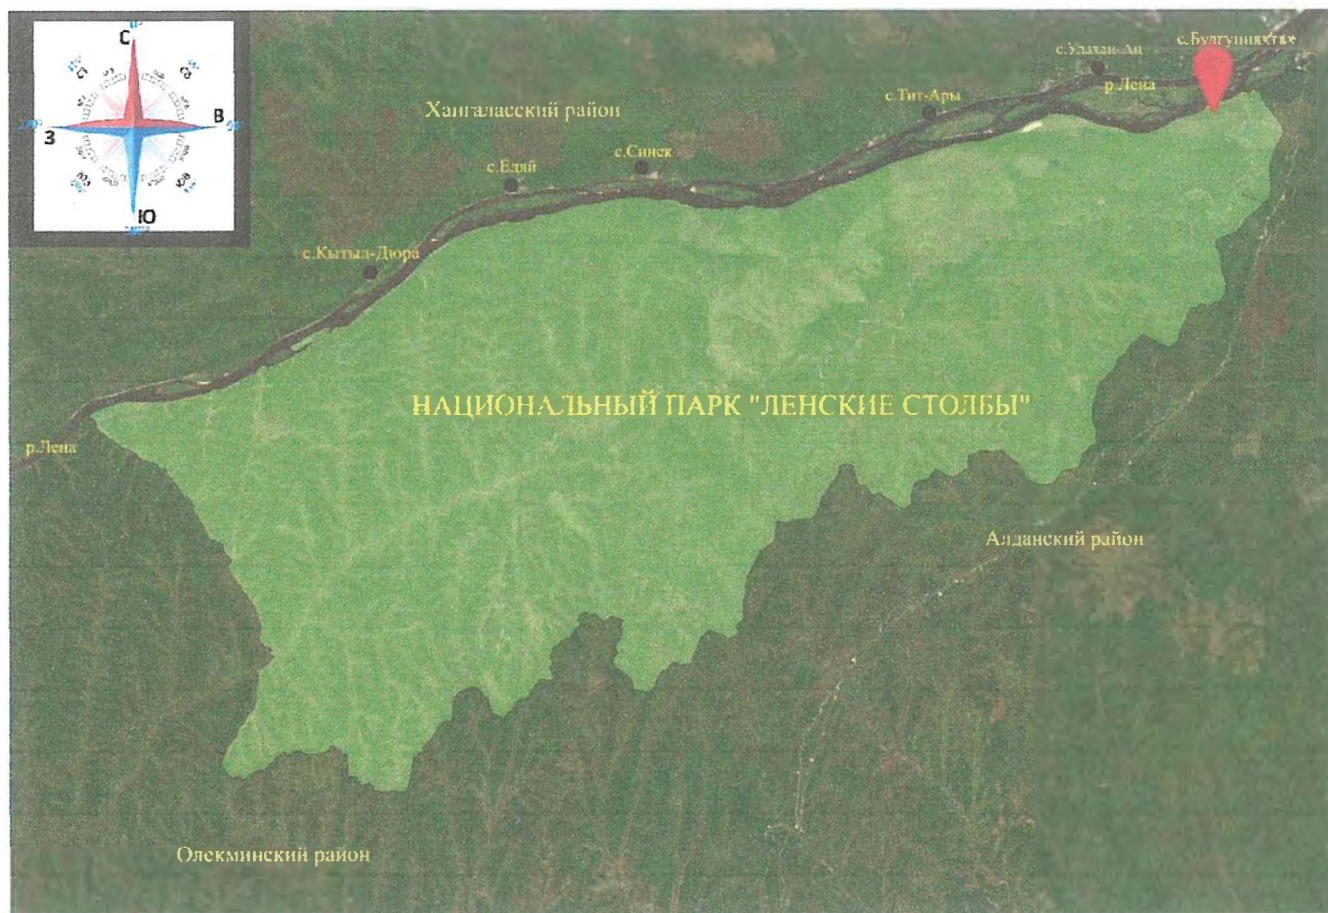 С
В
З
Ю
с.Булгунняхтах
с.Улахан-Ан
р.Лена
с.Тит-Ары
Хангаласский район
с.Синск
с.Едяй
с.Кытыл-Дюра
НАЦИОНАЛЬНЫЙ ПАРК "ЛЕНСКИЕ СТОЛБЫ"
р.Лена
Алданский район
Олекминский район